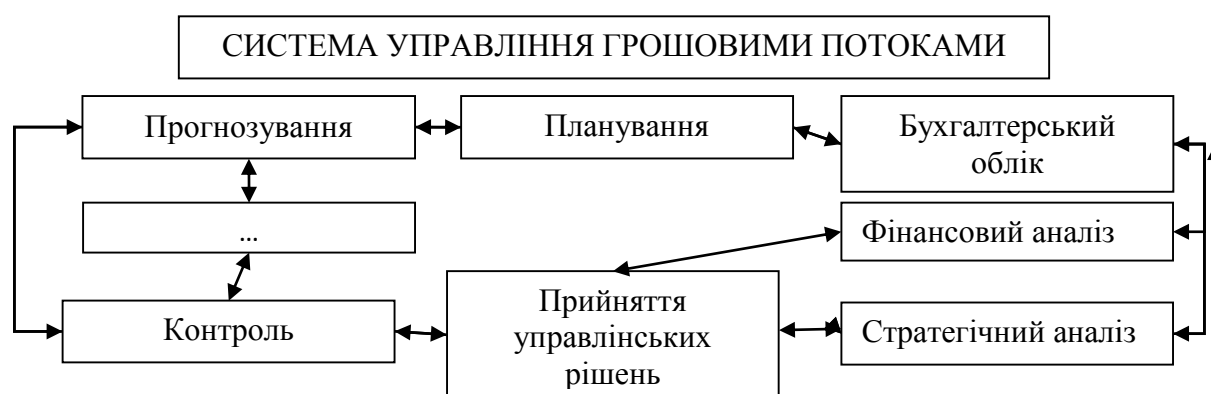 СИСТЕМА УПРАВЛІННЯ ГРОШОВИМИ ПОТОКАМИ
Прогнозування
Планування
Бухгалтерський
облік
...
Фінансовий аналіз
Контроль
Прийняття
управлінських
рішень
Стратегічний аналіз